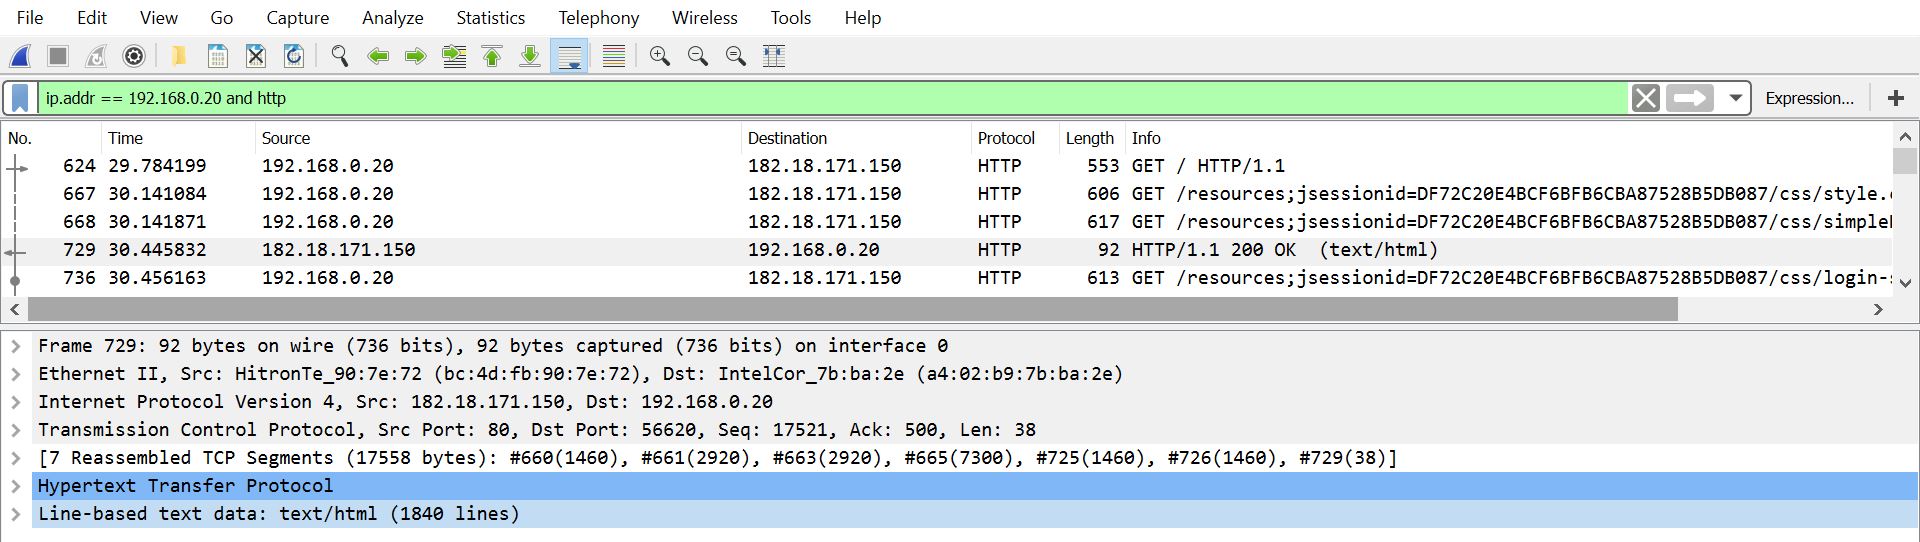 File Edit View Go Capture Analyze Statistics Telephony Wireless Tools Help
ip.addr == 192.168.0.20 and http Expression... +
No. Time Source Destination Protocol Length Info
624 29.784199 192.168.0.20 182.18.171.150 HTTP 553 GET / HTTP/1.1
667 30.141084 192.168.0.20 182.18.171.150 HTTP 606 GET /resources;jsessionid=DF72C20E4BCF6BFB6CBA87528B5DB087/css/style.
668 30.141871 192.168.0.20 182.18.171.150 HTTP 617 GET /resources;jsessionid=DF72C20E4BCF6BFB6CBA87528B5DB087/css/simple
729 30.445832 182.18.171.150 192.168.0.20 HTTP 92 HTTP/1.1 200 OK (text/html)
736 30.456163 192.168.0.20 182.18.171.150 HTTP 613 GET /resources;jsessionid=DF72C20E4BCF6BFB6CBA87528B5DB087/css/login-
Frame 729: 92 bytes on wire (736 bits), 92 bytes captured (736 bits) on interface 0
Ethernet II, Src: HitronTe_90:7e:72 (bc:4d:fb:90:7e:72), Dst: IntelCor_7b:ba:2e (a4:02:b9:7b:ba:2e)
Internet Protocol Version 4, Src: 182.18.171.150, Dst: 192.168.0.20
Transmission Control Protocol, Src Port: 80, Dst Port: 56620, Seq: 17521, Ack: 500, Len: 38
[7 Reassembled TCP Segments (17558 bytes): #660(1460), #661(2920), #663(2920), #665(7300), #725(1460), #726(1460), #729(38)]
Hypertext Transfer Protocol
Line-based text data: text/html (1840 lines)